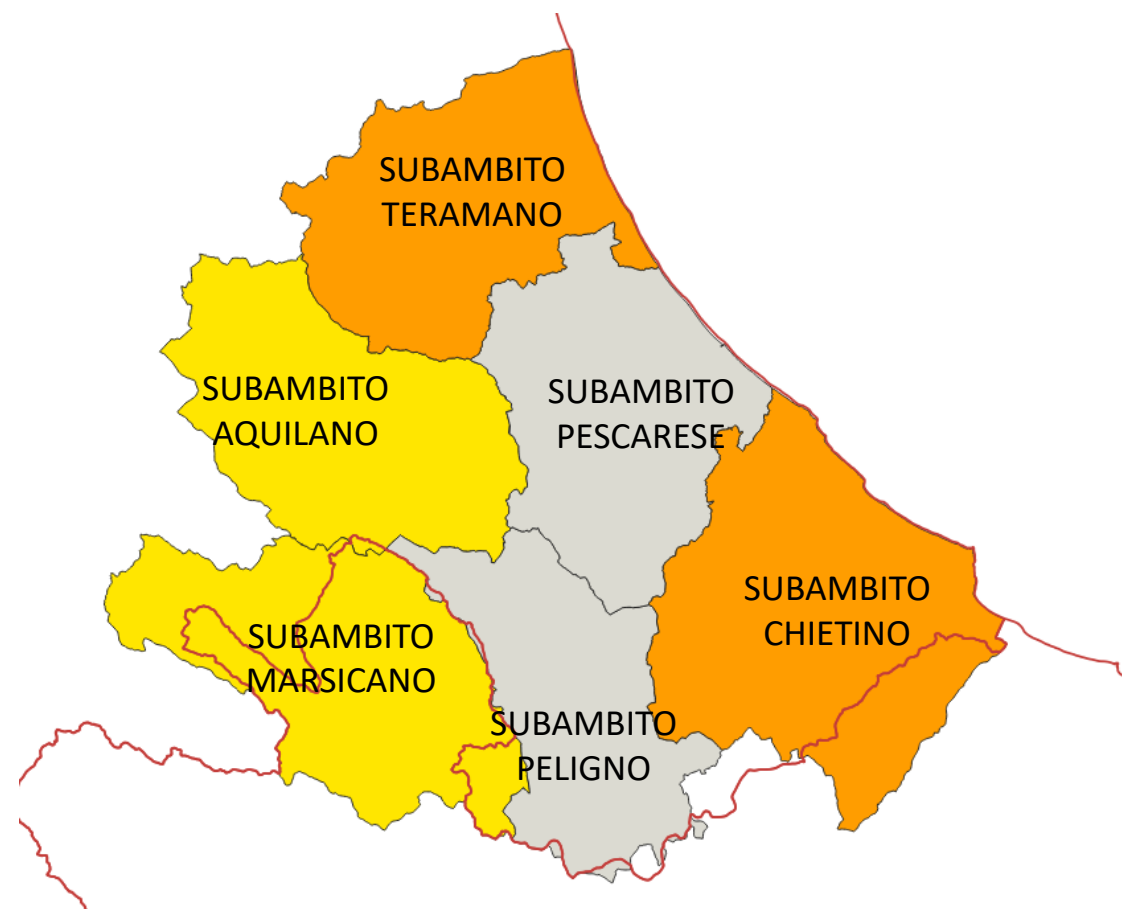 SUBAMBITO
TERAMANO
SUBAMBITO
AQUILANO
SUBAMBITO
PESCARESE
SUBAMBITO
CHIETINO
SUBAMBITO
MARSICANO
SUBAMBITO
PELIGNO